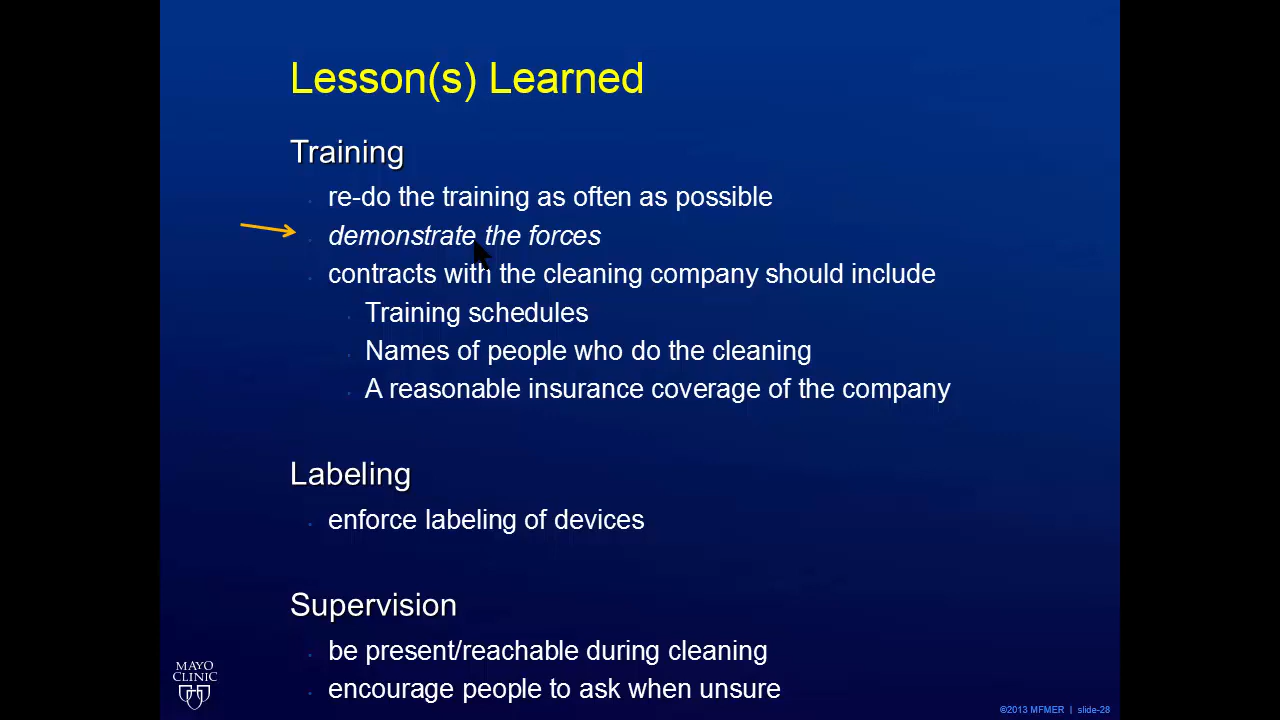 Lesson(s) Learned
Training
re-do the training as often as possible
demonstrate the forces
contracts with the cleaning company should include
Training schedules
Names of people who do the cleaning
A reasonable insurance coverage of the company
Labeling
enforce labeling of devices
Supervision
be present/reachable during cleaning
encourage people to ask when unsure
MAYO
CLINIC
©2013 MFMER | slide-28